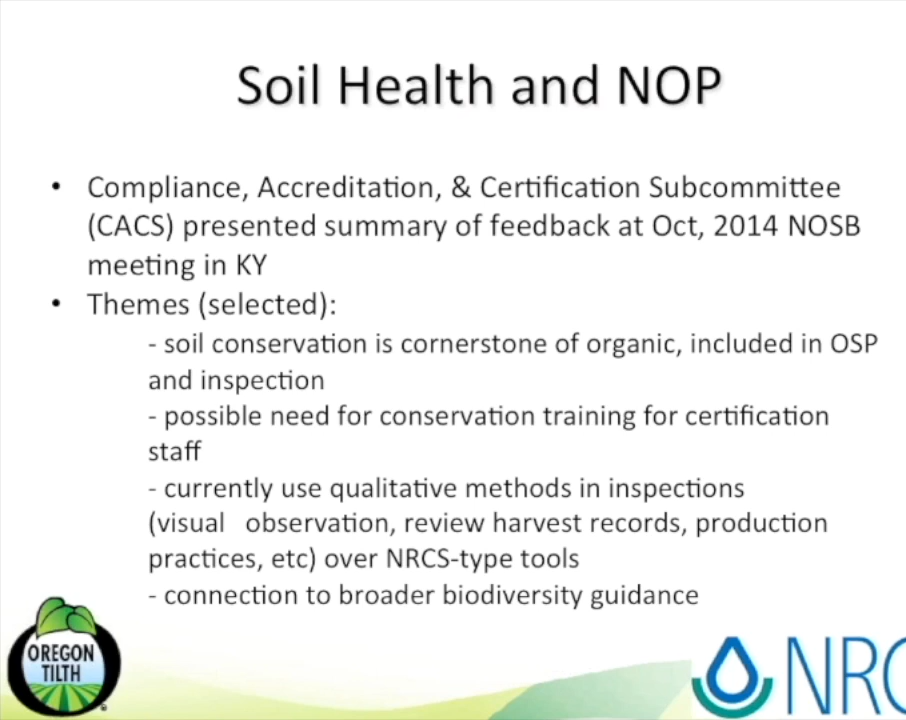 Soil Health and NOP
• Compliance, Accreditation, & Certification Subcommittee
(CACS) presented summary of feedback at Oct, 2014 NOSB
meeting in KY
• Themes (selected):
- soil conservation is cornerstone of organic, included in OSP
and inspection
- possible need for conservation training for certification
staff
- currently use qualitative methods in inspections
(visual observation, review harvest records, production
practices, etc) over NRCS-type tools
- connection to broader biodiversity guidance
OREGON
TILTH
NRC